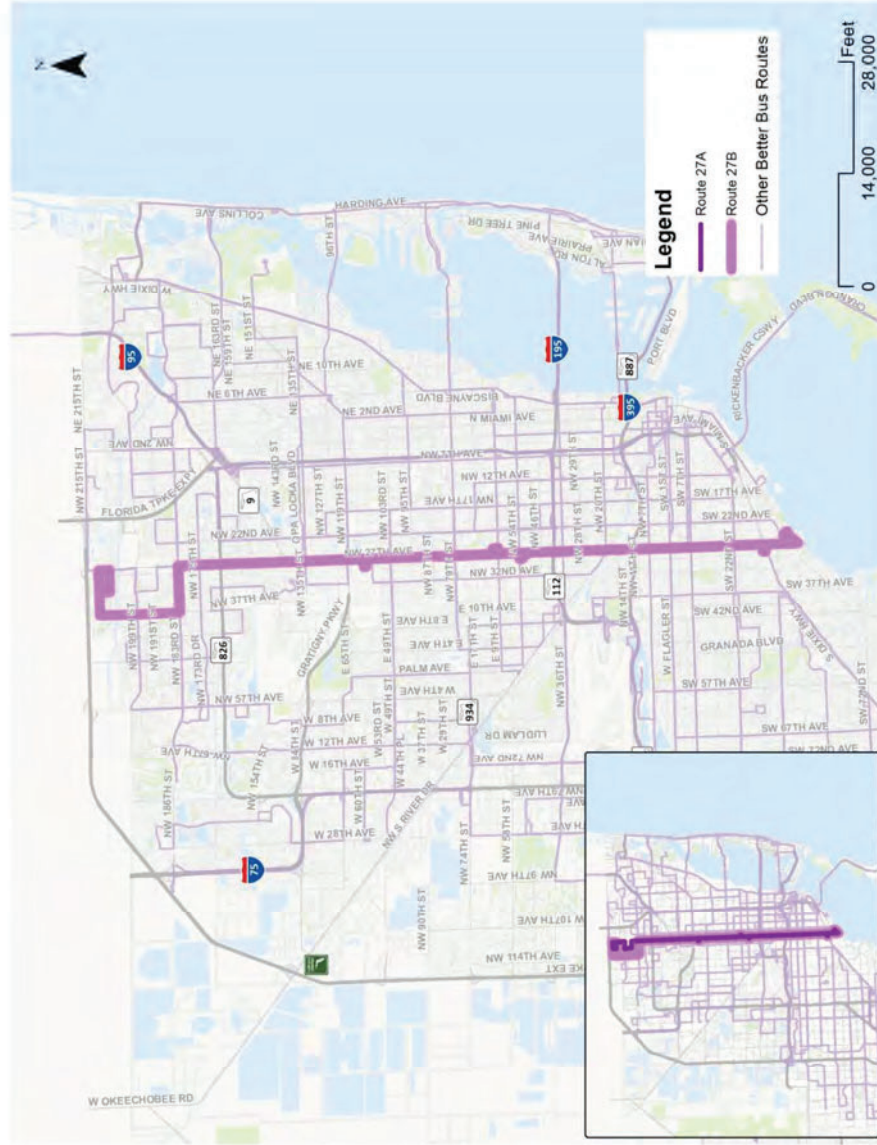 N
NE 215TH ST
NW 215TH ST
W DIXIE HWY
95
COLLINS AVE
NW 2ND AVE
FLORIDA TPKE EXPY
NE 163RD ST
NE 159TH ST
NE 151ST ST
NE 6TH AVE
9
NW 143RD ST
OPA LOCKA BLVD
NE 135TH ST
NE 10TH AVE
96TH ST
HARDING AVE
NW 199TH ST
NW 191ST ST
NW 183RD ST
NW 173RD DR
NW 22ND AVE
NW 37TH AVE
826
NW 57TH AVE
NW 186TH ST
NW 154TH ST
75
NW 127TH ST
NW 119TH ST
NW 135TH ST
GRATIGNY PKWY
NE 2ND AVE
BISCAYNE BLVD
N MIAMI AVE
NW 12TH AVE
NW 17TH AVE
NW 103RD ST
NW 95TH ST
NW 27TH AVE
NW 32ND AVE
NW 87TH ST
NW 79TH ST
E 65TH ST
E 49TH ST
E 8TH AVE
E 4TH AVE
E 10TH AVE
PALM AVE
W 4TH AVE
W 8TH AVE
W 12TH AVE
W 16TH AVE
W 28TH AVE
W 84TH ST
W 60TH ST
W 53RD ST
W 49TH ST
W 44TH PL
W 37TH ST
W 29TH ST
NW S RIVER DR
E 17TH ST
E 9TH ST
934
LUDLAM DR
NW 72ND AVE
NW 74TH ST
NW 58TH ST
NW 97TH AVE
NW 90TH ST
NW 107TH AVE
NW 114TH AVE
W OKEECHOBEE RD
PINE TREE DR
PRAIRIE AVE
ALTON RD
195
NW 54TH ST
NW 46TH ST
112
NW 36TH ST
NW 29TH ST
NW 28TH ST
NW 20TH ST
NW 14TH ST
395
887
PORT BLVD
RICKENBACKER CSWY
CRANDON BLVD
S MIAMI AVE
SW 1ST ST
SW 7TH ST
SW 17TH AVE
SW 22ND AVE
SW 22ND ST
W FLAGLER ST
SW 37TH AVE
SW 42ND AVE
GRANADA BLVD
S DIXIE HWY
SW 57TH AVE
SW 67TH AVE
SW 72ND ST
Legend
Route 27A
Route 27B
Other Better Bus Routes
0 14,000 28,000
Feet